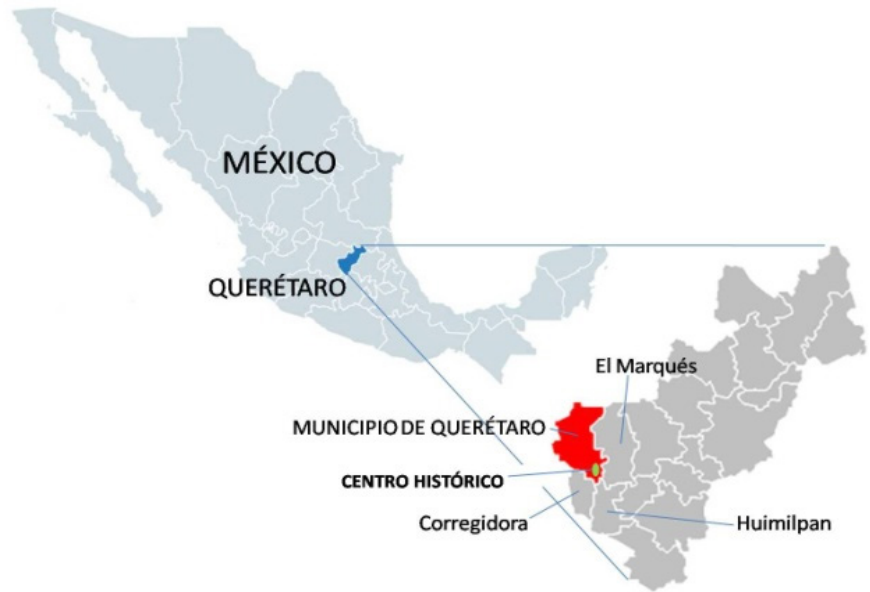 MÉXICO
QUERÉTARO
El Marqués
MUNICIPIO DE QUERÉTARO
CENTRO HISTÓRICO
Corregidora
Huimilpan